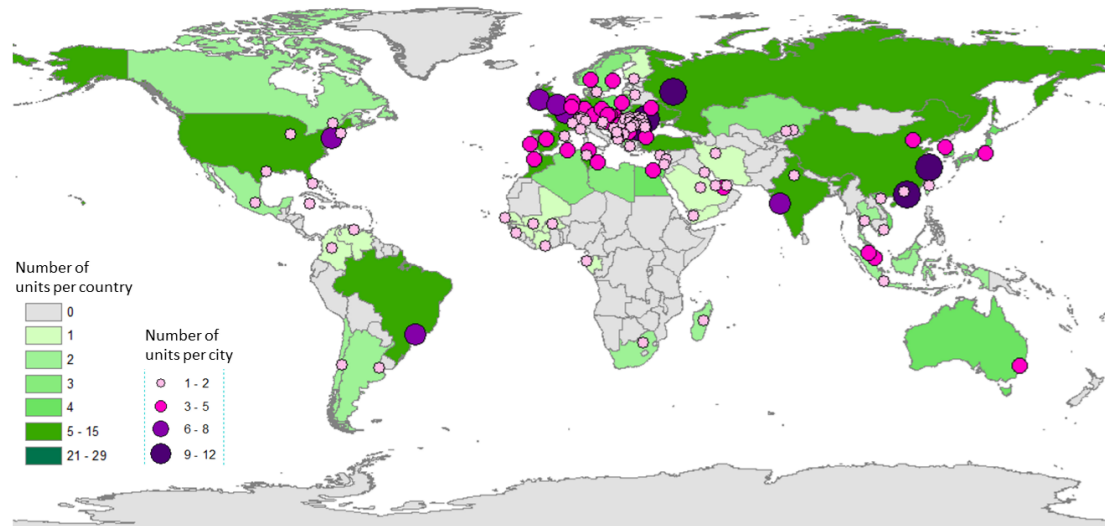 Number of
units per country
0
1
2
3
4
5 - 15
21 - 29
Number of
units per city
1 - 2
3 - 5
6 - 8
9 - 12